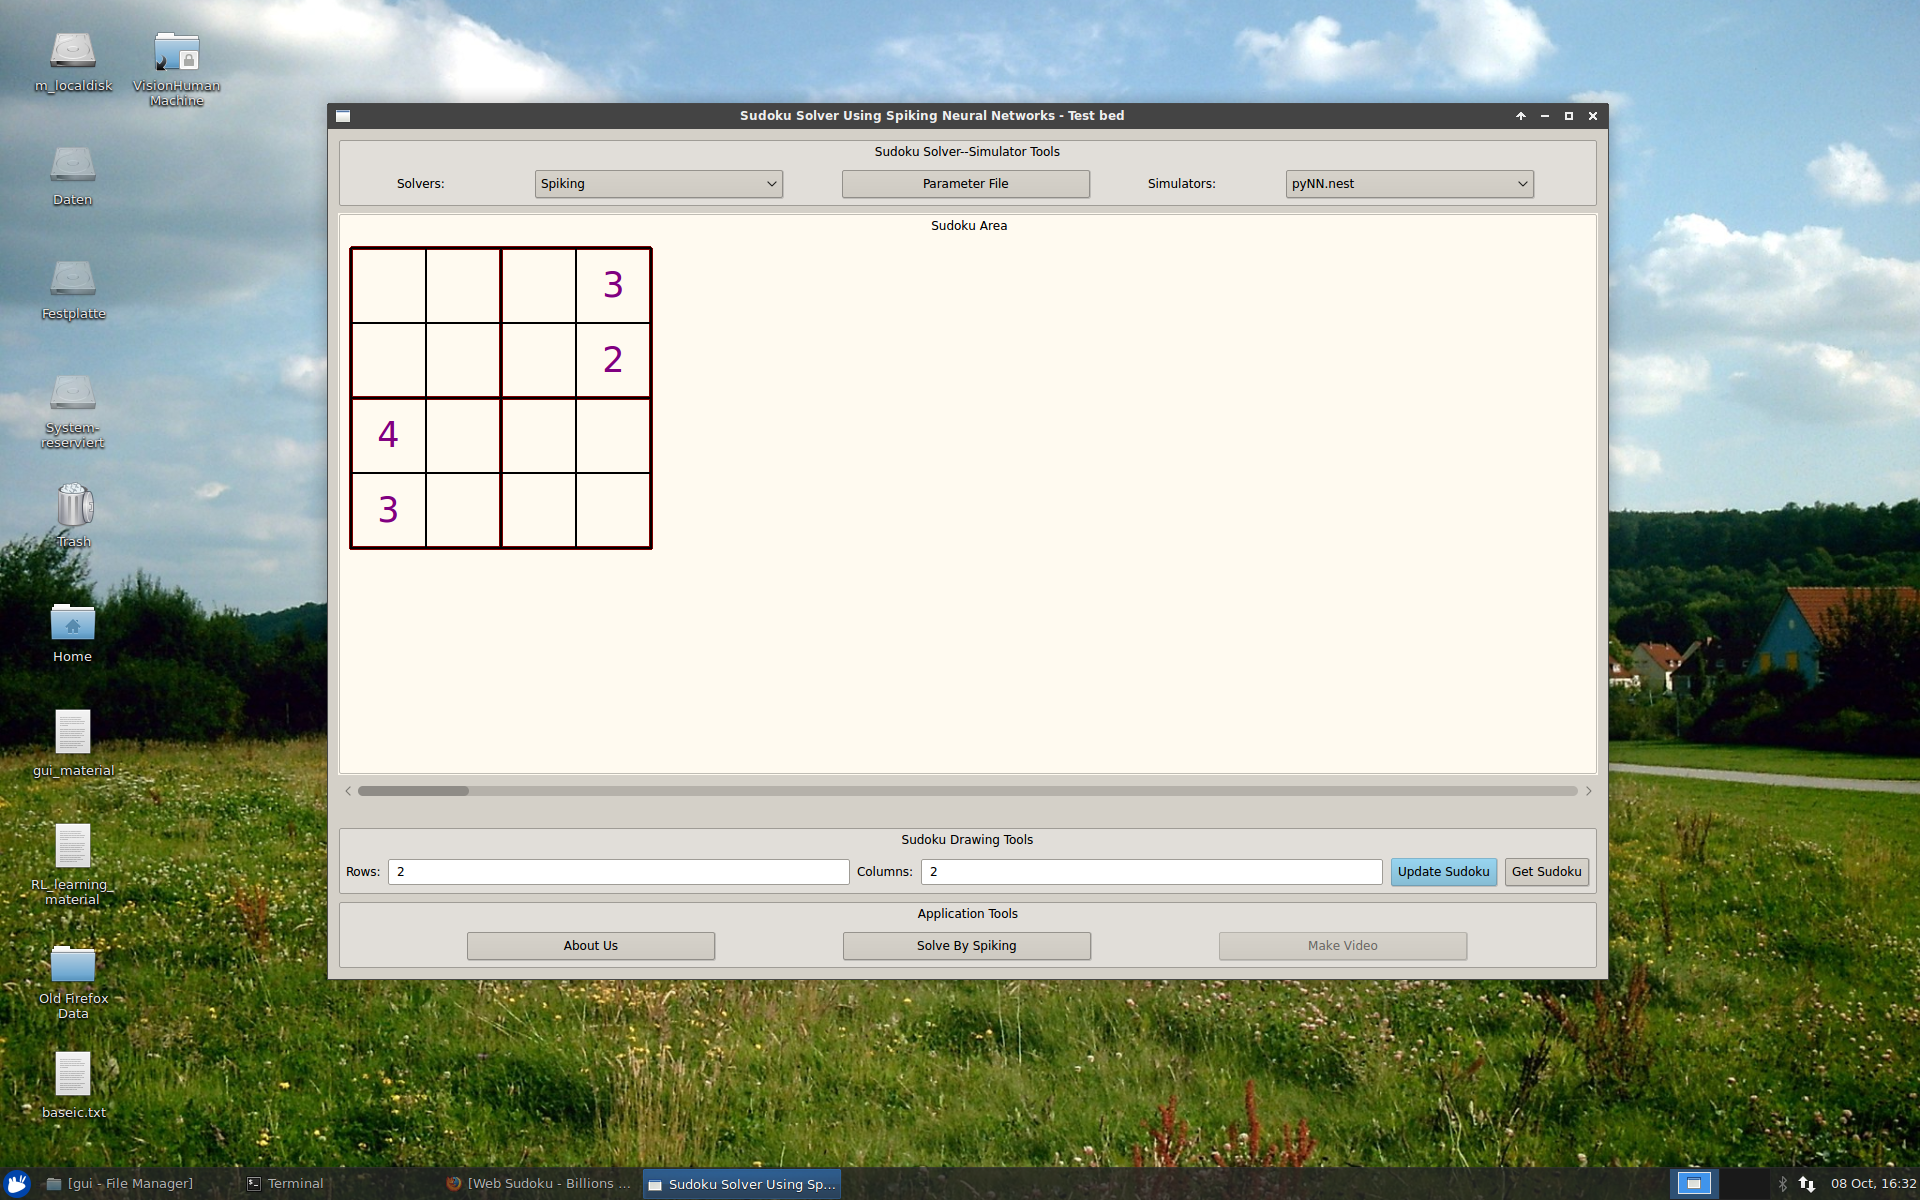 m_localdisk
VisionHuman
Machine
Daten
Festplatte
System-
reserviert
Trash
Home
gui_material
RL_learning_
material
Old Firefox
Data
baseic.txt
Sudoku Solver Using Spiking Neural Networks - Test bed
Sudoku Solver--Simulator Tools
Solvers: Spiking Parameter File Simulators: pyNN.nest
Sudoku Area
3
2
4
3
Sudoku Drawing Tools
Rows: 2 Columns: 2 Update Sudoku Get Sudoku
Application Tools
About Us Solve By Spiking Make Video
[gui - File Manager] Terminal [Web Sudoku - Billions ... Sudoku Solver Using Sp... 08 Oct, 16:32